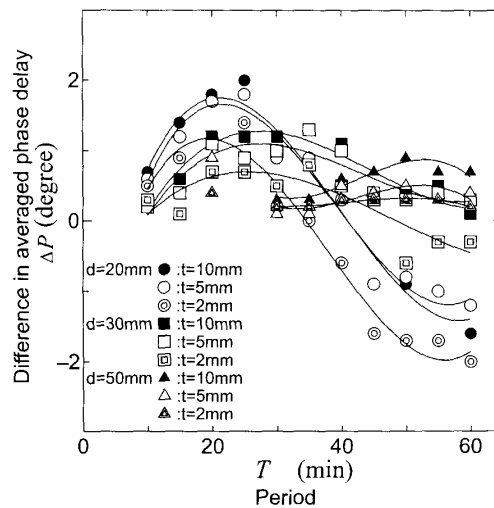 Difference in averaged phase delay
ΔP (degree)
2
0
−2
d=20mm ● :t=10mm
○ :t=5mm
◎ :t=2mm
d=30mm ■ :t=10mm
□ :t=5mm
▣ :t=2mm
d=50mm ▲ :t=10mm
△ :t=5mm
:t=2mm
0 20 40 60
T (min)
Period